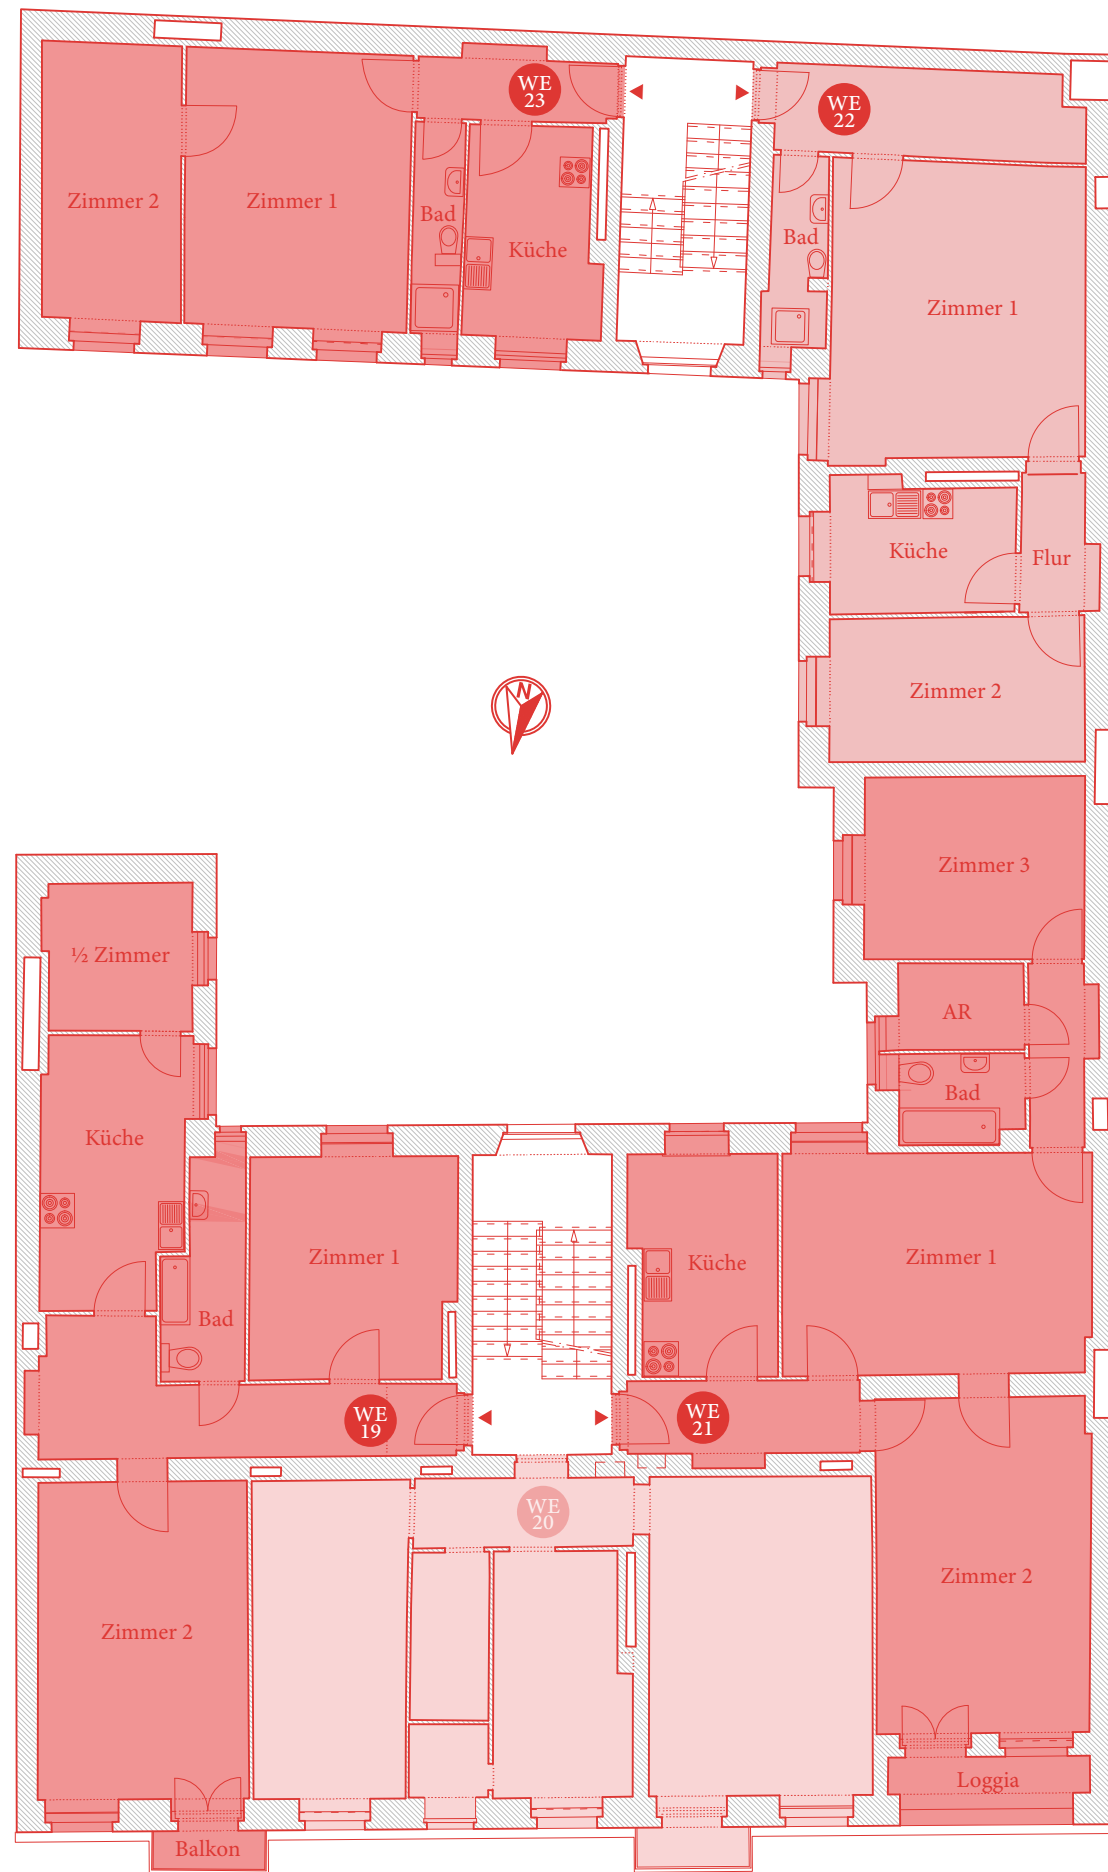 WE
23
WE
22
Zimmer 2
Zimmer 1
Bad
Küche
Bad
Zimmer 1
Küche
Flur
Zimmer 2
N
Zimmer 3
½ Zimmer
AR
Bad
Küche
Zimmer 1
Küche
Zimmer 1
Bad
WE
19
WE
21
WE
20
Zimmer 2
Zimmer 2
Loggia
Balkon